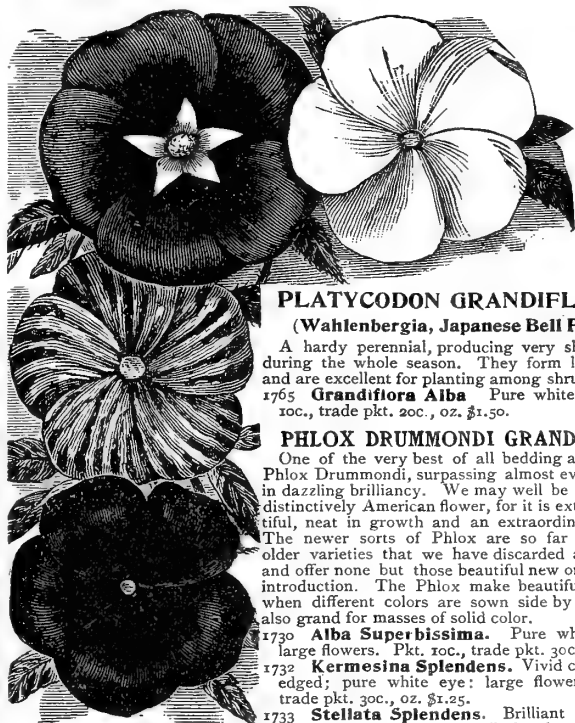 PLATYCODON GRANDIFL
(Wahlenbergia, Japanese Bell F
A hardy perennial, producing very sh
during the whole season. They form l
and are excellent for planting among shru
1765 Grandiflora Alba Pure white
10c., trade pkt. 20c., oz. $1.50.
PHLOX DRUMMONDI GRAND
One of the very best of all bedding a
Phlox Drummondi, surpassing almost ev
in dazzling brilliancy. We may well be
distinctively American flower, for it is ext
tiful, neat in growth and an extraordin
The newer sorts of Phlox are so far
older varieties that we have discarded a
and offer none but those beautiful new o
introduction. The Phlox make beautifu
when different colors are sown side by
also grand for masses of solid color.
1730 Alba Superbissima. Pure wh
large flowers. Pkt. 10c., trade pkt. 30c
1732 Kermesina Splendens. Vivid c
edged; pure white eye: large flower
trade pkt. 30c., oz. $1.25.
1733 Stellata Splendens. Brilliant